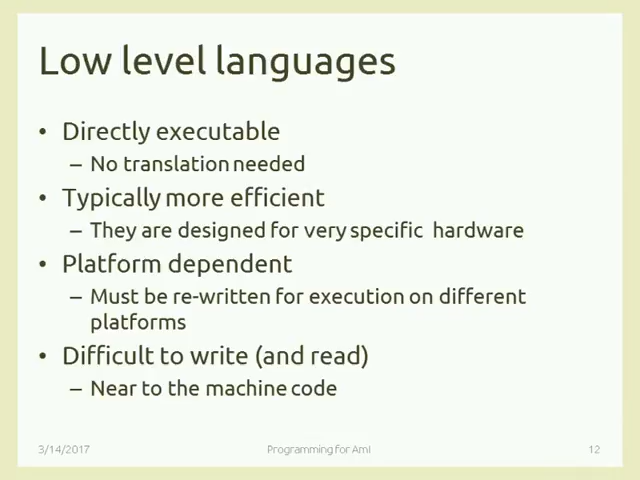 Low level languages
• Directly executable
– No translation needed
• Typically more efficient
– They are designed for very specific hardware
• Platform dependent
– Must be re-written for execution on different
platforms
• Difficult to write (and read)
– Near to the machine code
3/14/2017 Programming for AmI 12